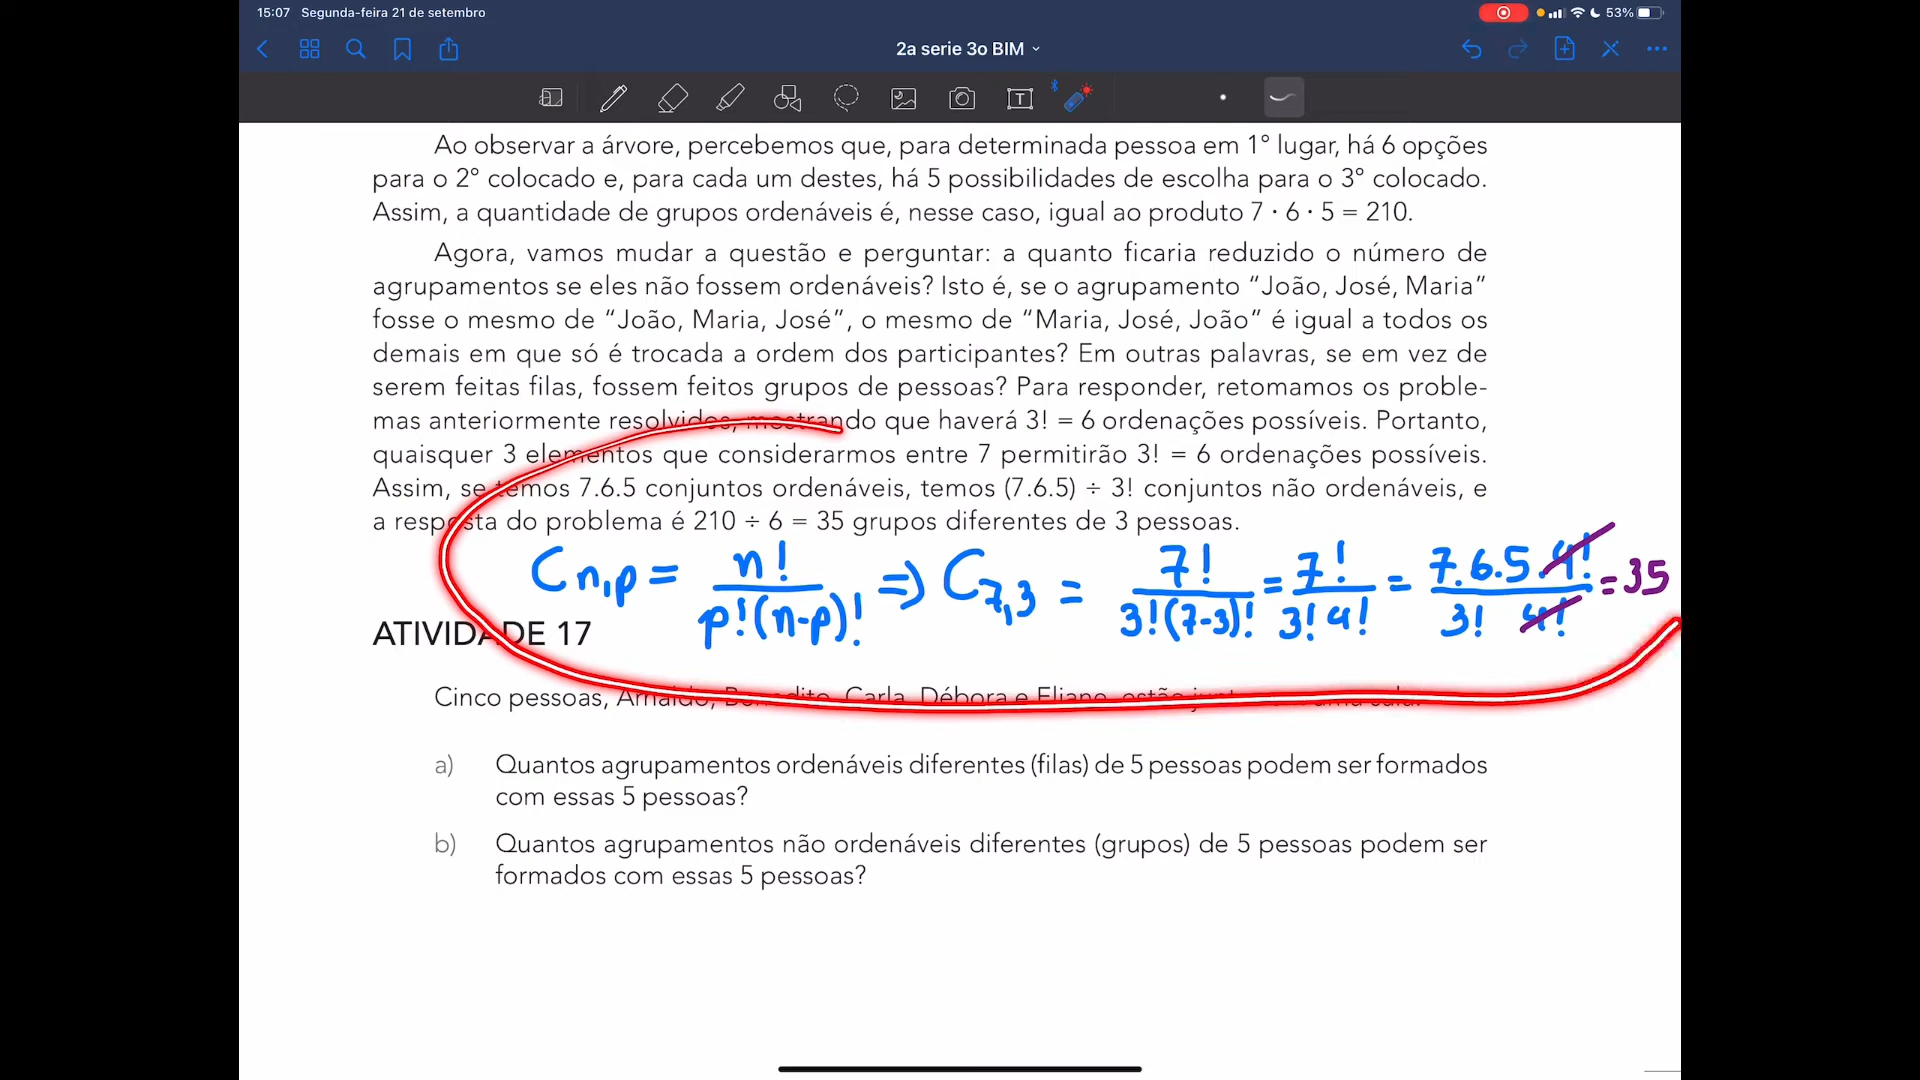 15:07 Segunda-feira 21 de setembro
53%
2a serie 3o BIM
Ao observar a árvore, percebemos que, para determinada pessoa em 1º lugar, há 6 opções
para o 2º colocado e, para cada um destes, há 5 possibilidades de escolha para o 3º colocado.
Assim, a quantidade de grupos ordenáveis é, nesse caso, igual ao produto 7 · 6 · 5 = 210.
Agora, vamos mudar a questão e perguntar: a quanto ficaria reduzido o número de
agrupamentos se eles não fossem ordenáveis? Isto é, se o agrupamento “João, José, Maria”
fosse o mesmo de “João, Maria, José”, o mesmo de “Maria, José, João” é igual a todos os
demais em que só é trocada a ordem dos participantes? Em outras palavras, se em vez de
serem feitas filas, fossem feitos grupos de pessoas? Para responder, retomamos os proble-
mas anteriormente resolvidos, mostrando que haverá 3! = 6 ordenações possíveis. Portanto,
quaisquer 3 elementos que considerarmos entre 7 permitirão 3! = 6 ordenações possíveis.
Assim, se temos 7.6.5 conjuntos ordenáveis, temos (7.6.5) ÷ 3! conjuntos não ordenáveis, e
a resposta do problema é 210 ÷ 6 = 35 grupos diferentes de 3 pessoas.
Cn,p = n! / p!(n-p)! => C7,3 = 7! / 3!(7-3)! = 7! / 3! 4! = 7.6.5.4! / 3! 4! = 35
ATIVIDADE 17
Cinco pessoas, Arnaldo, Benedito, Carla, Débora e Eliane, estão juntas numa sala.
a) Quantos agrupamentos ordenáveis diferentes (filas) de 5 pessoas podem ser formados
com essas 5 pessoas?
b) Quantos agrupamentos não ordenáveis diferentes (grupos) de 5 pessoas podem ser
formados com essas 5 pessoas?